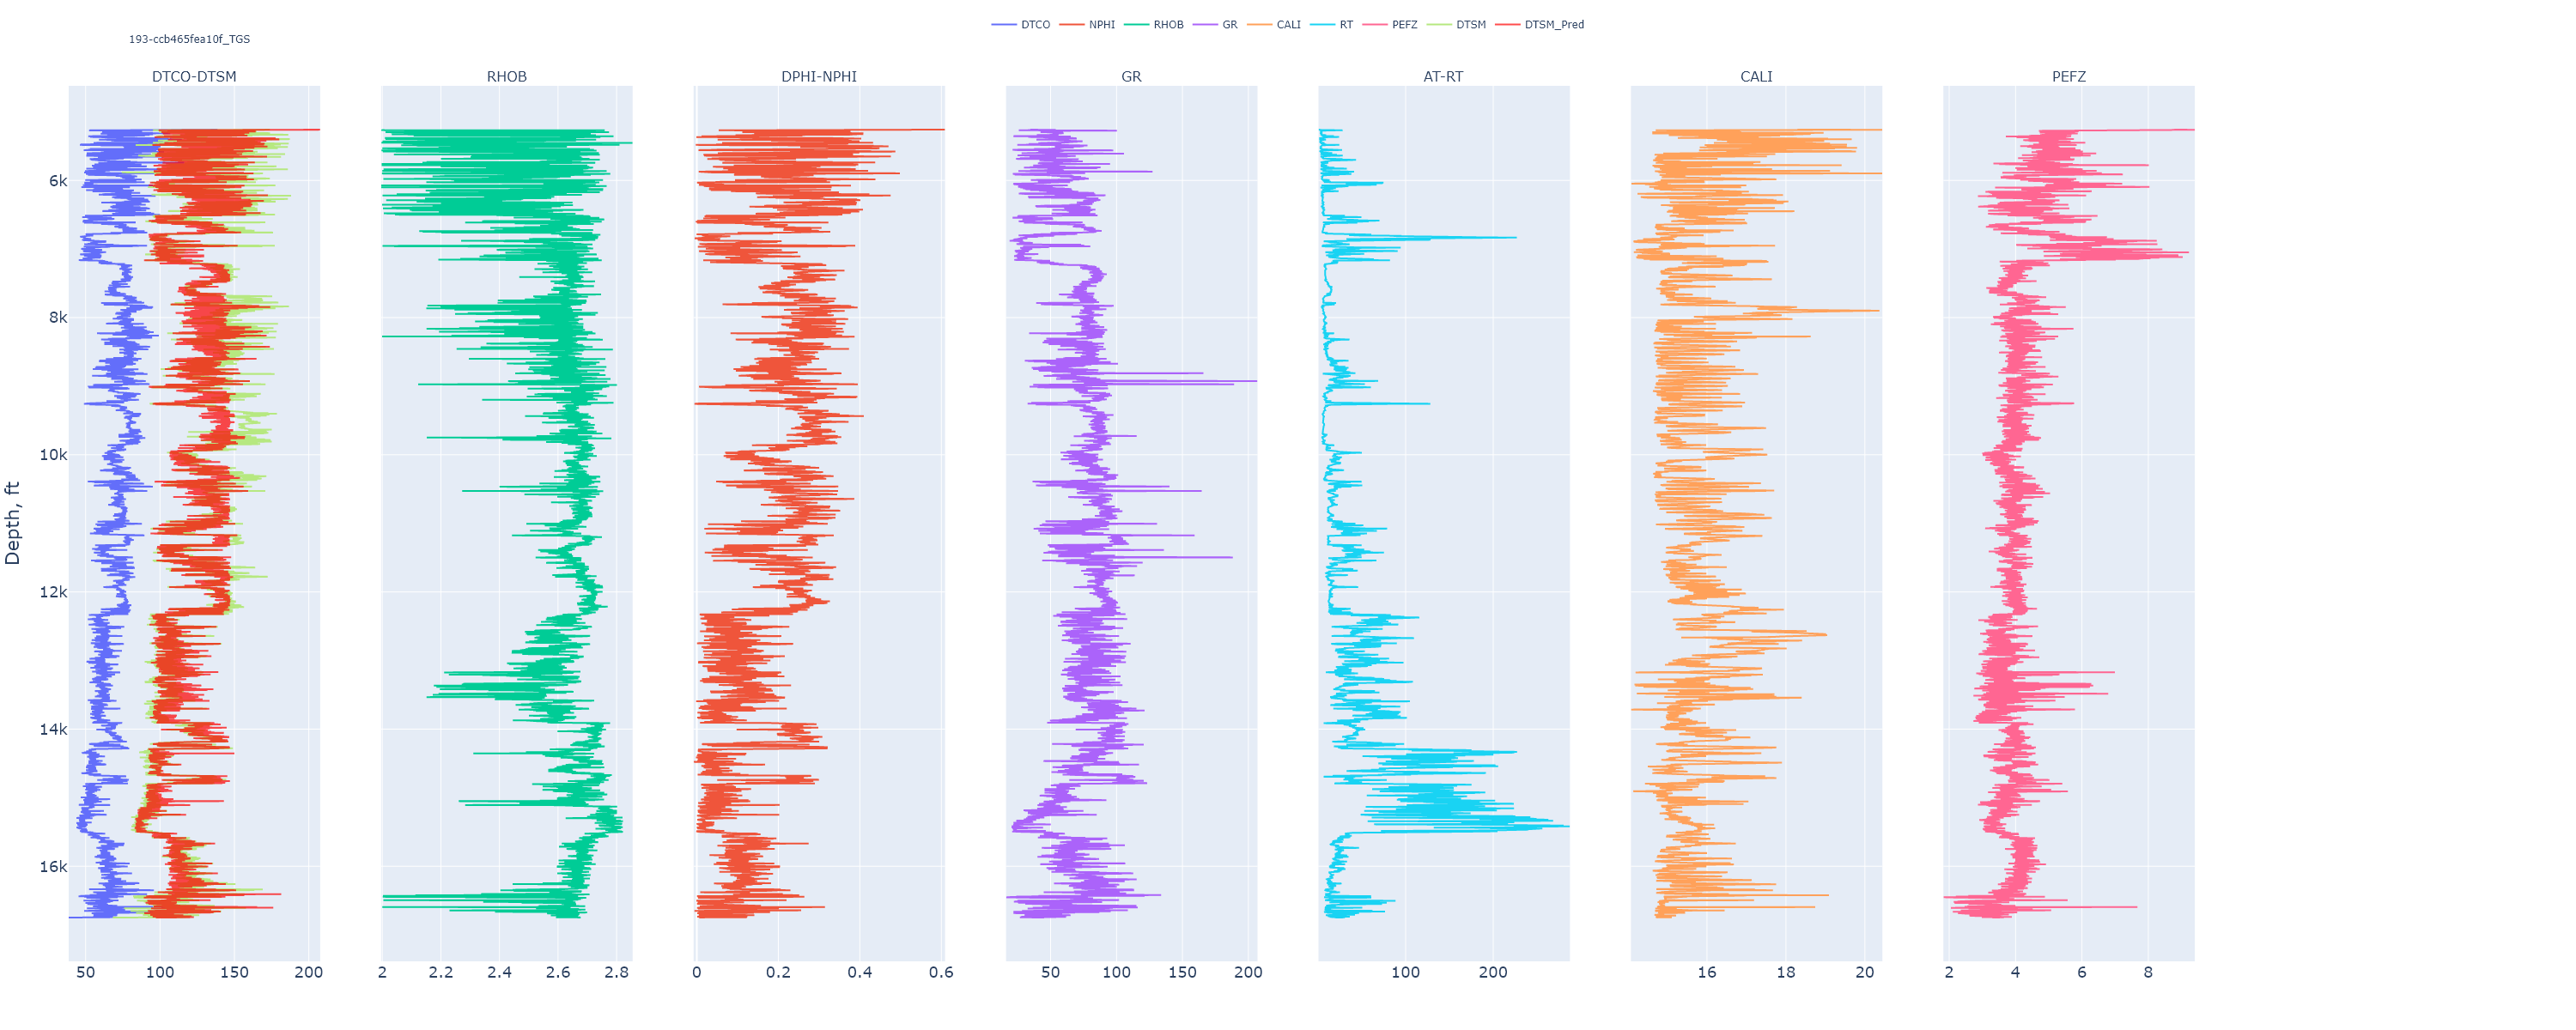 DTCO NPHI RHOB GR CALI RT PEFZ DTSM DTSM_Pred
193-ccb465fea10f_TGS
DTCO-DTSM RHOB DPHI-NPHI GR AT-RT CALI PEFZ
Depth, ft
6k
8k
10k
12k
14k
16k
50 100 150 200 2 2.2 2.4 2.6 2.8 0 0.2 0.4 0.6 50 100 150 200 100 200 16 18 20 2 4 6 8